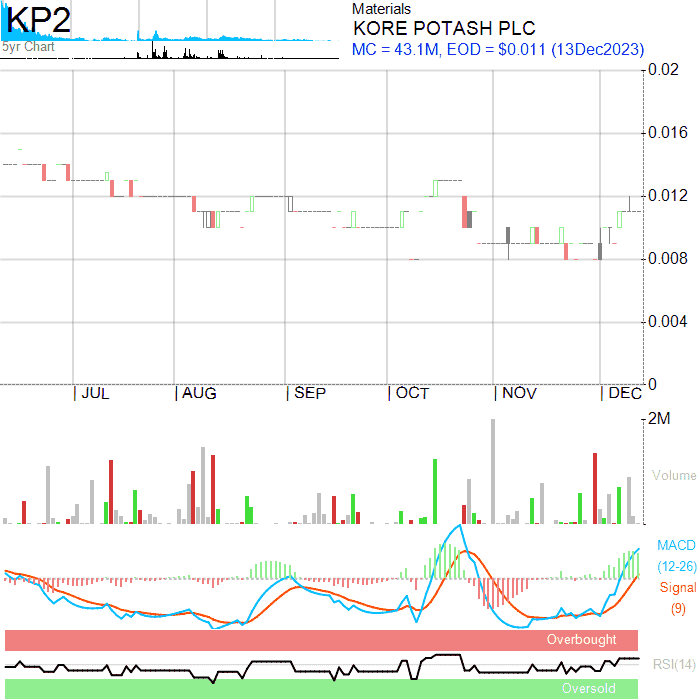 KP2
5yr Chart
Materials
KORE POTASH PLC
MC = 43.1M, EOD = $0.011 (13Dec2023)
0.02
0.016
0.012
0.008
0.004
0
JUL
AUG
SEP
OCT
NOV
DEC
2M
Volume
MACD
(12-26)
Signal
(9)
Overbought
RSI(14)
Oversold